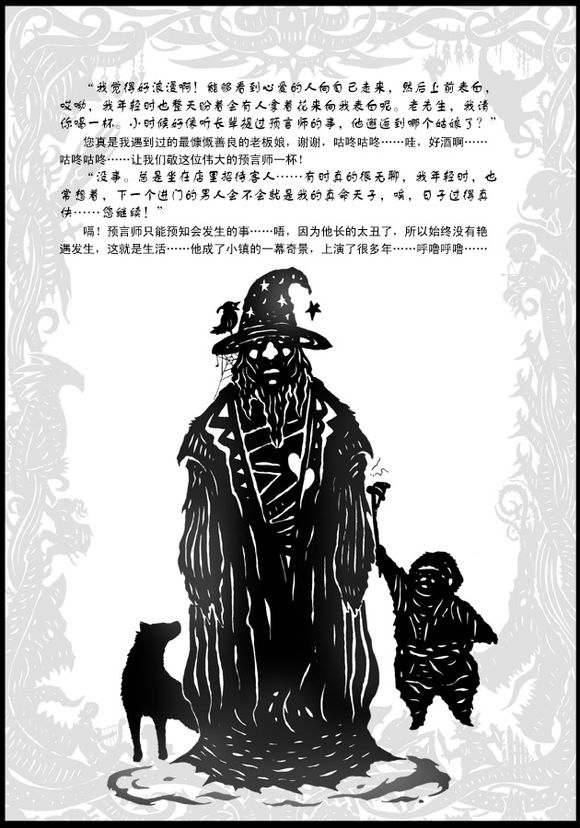 “我觉得好浪漫啊！能够看到心爱的人向自己走来，然后上前表白，
哎呦，我年轻时也整天盼着会有人拿着花来向我表白呢。老先生，我请
你喝一杯。小时候好像听长辈提过预言师的事，他邂逅到哪个姑娘了？”
您真是我遇到过的最慷慨善良的老板娘，谢谢，咕咚咕咚……哇，好酒啊……
咕咚咕咚……让我们敬这位伟大的预言师一杯！
“没事。总是坐在店里招待客人……有时真的很无聊，我年轻时，也
常想着，下一个进门的男人会不会就是我的真命天子，唉，日子过得真
快……您继续！”
嗝！预言师只能预知会发生的事……唔，因为他长的太丑了，所以始终没有艳
遇发生，这就是生活……他成了小镇的一幕奇景，上演了很多年……呼噜呼噜……